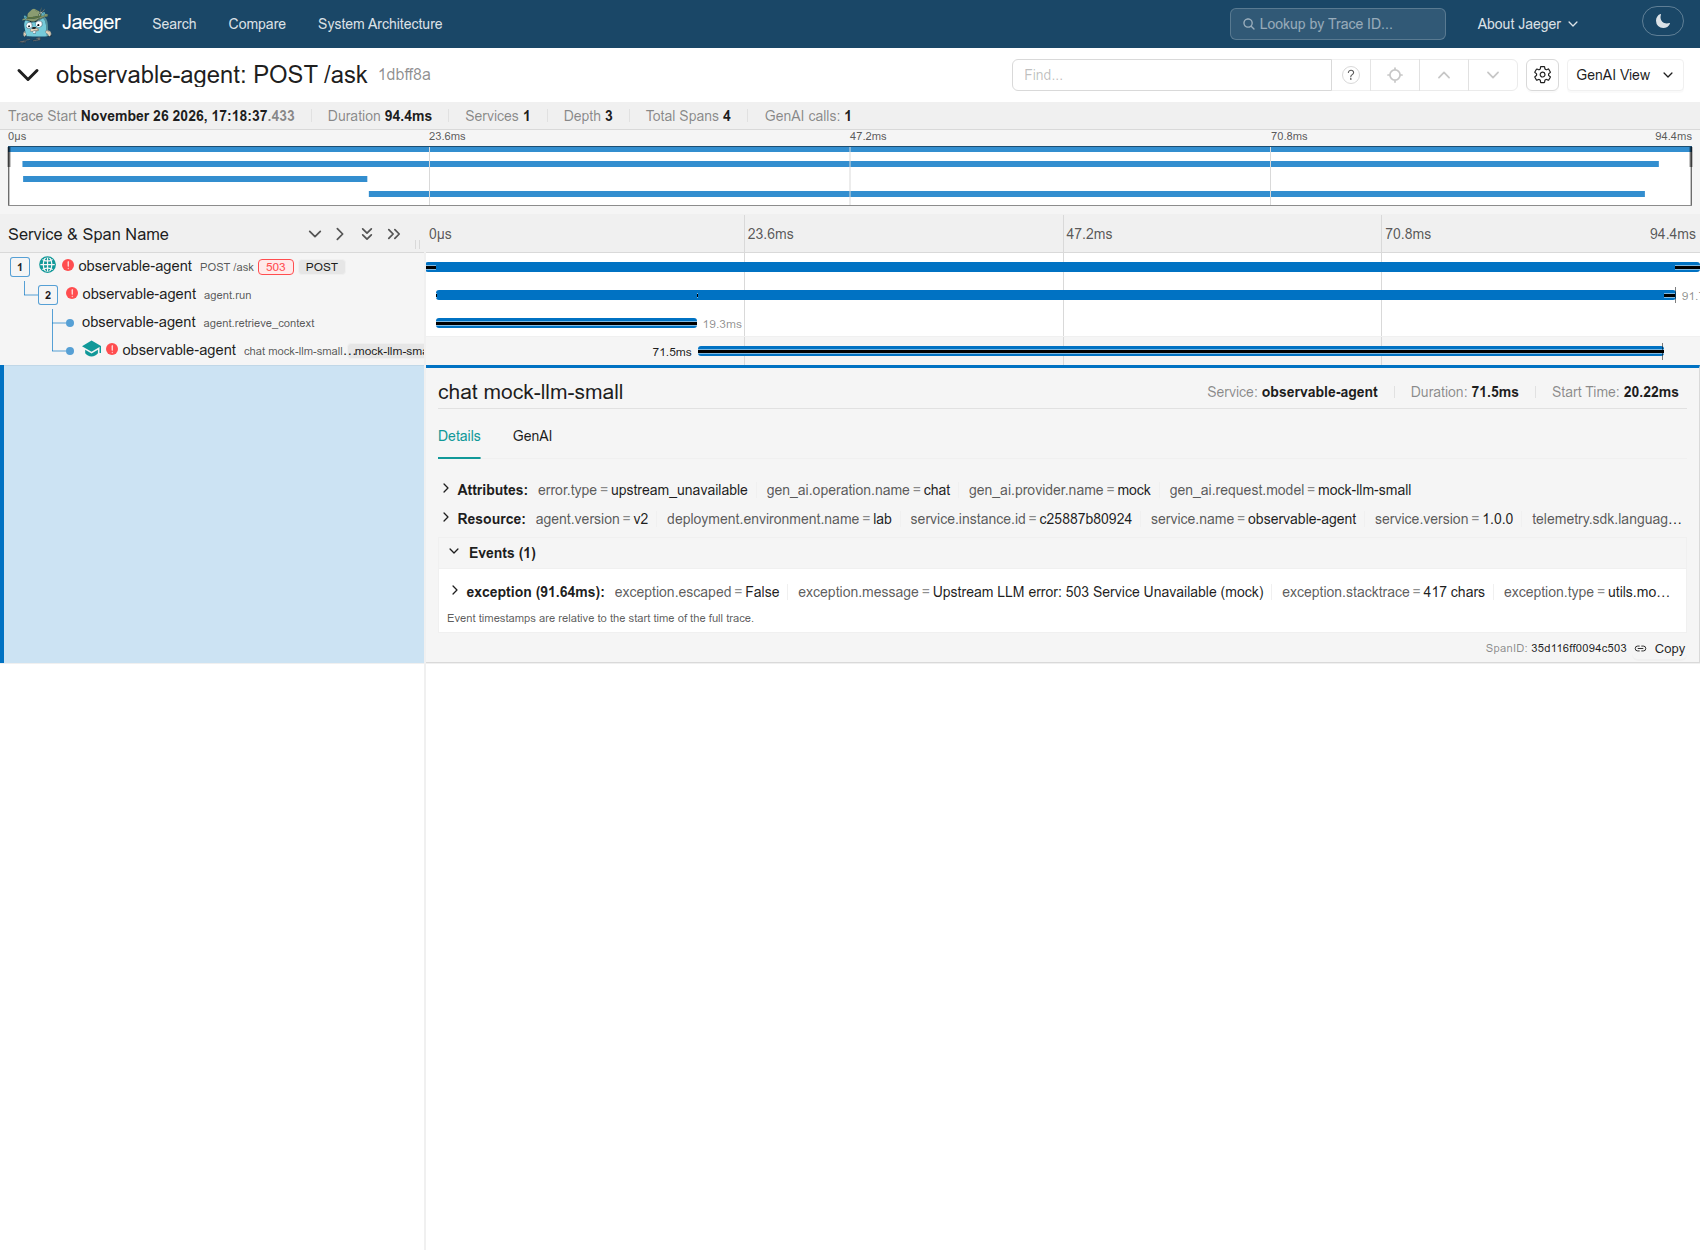 Jaeger Search Compare System Architecture Lookup by Trace ID... About Jaeger
observable-agent: POST /ask 1dbff8a Find... ? GenAI View
Trace Start November 26 2026, 17:18:37.433 Duration 94.4ms Services 1 Depth 3 Total Spans 4 GenAI calls: 1
0μs 23.6ms 47.2ms 70.8ms 94.4ms
Service & Span Name 0μs 23.6ms 47.2ms 70.8ms 94.4ms
1 observable-agent POST /ask 503 POST
2 observable-agent agent.run 91.
observable-agent agent.retrieve_context 19.3ms
observable-agent chat mock-llm-small... mock-llm-sma 71.5ms
chat mock-llm-small Service: observable-agent Duration: 71.5ms Start Time: 20.22ms
Details GenAI
Attributes: error.type = upstream_unavailable gen_ai.operation.name = chat gen_ai.provider.name = mock gen_ai.request.model = mock-llm-small
Resource: agent.version = v2 deployment.environment.name = lab service.instance.id = c25887b80924 service.name = observable-agent service.version = 1.0.0 telemetry.sdk.languag...
Events (1)
exception (91.64ms): exception.escaped = False exception.message = Upstream LLM error: 503 Service Unavailable (mock) exception.stacktrace = 417 chars exception.type = utils.mo...
Event timestamps are relative to the start time of the full trace.
SpanID: 35d116ff0094c503 Copy